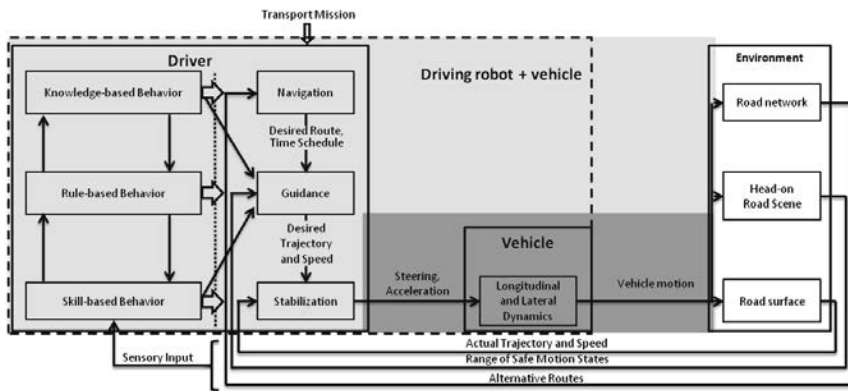 Transport Mission
Driver
Driving robot + vehicle
Environment
Knowledge-based Behavior
Navigation
Road network
Desired Route,
Time Schedule
Rule-based Behavior
Guidance
Head-on
Road Scene
Desired
Trajectory
and Speed
Vehicle
Steering,
Acceleration
Longitudinal
and Lateral
Dynamics
Vehicle motion
Skill-based Behavior
Stabilization
Road surface
Sensory Input
Actual Trajectory and Speed
Range of Safe Motion States
Alternative Routes